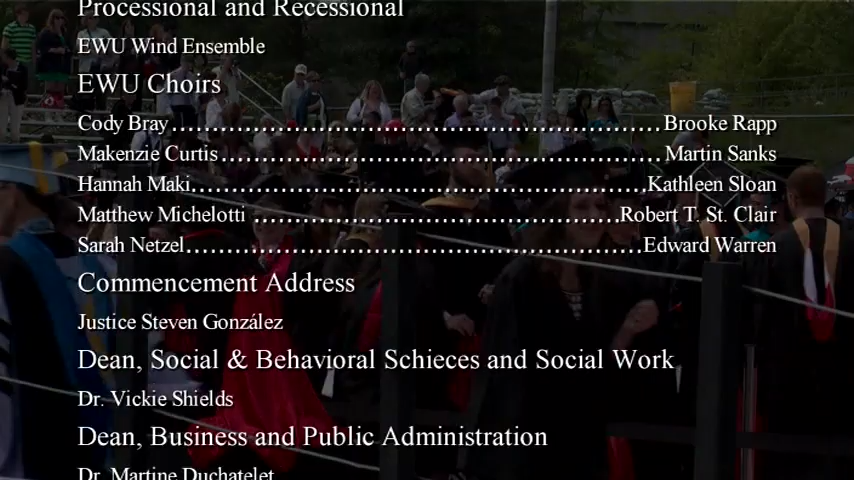 Processional and Recessional
EWU Wind Ensemble
EWU Choirs
Cody Bray......................................................Brooke Rapp
Makenzie Curtis.................................................Martin Sanks
Hannah Maki...................................................Kathleen Sloan
Matthew Michelotti .........................................Robert T. St. Clair
Sarah Netzel...................................................Edward Warren
Commencement Address
Justice Steven González
Dean, Social & Behavioral Schieces and Social Work
Dr. Vickie Shields
Dean, Business and Public Administration
Dr. Martine Duchatelet